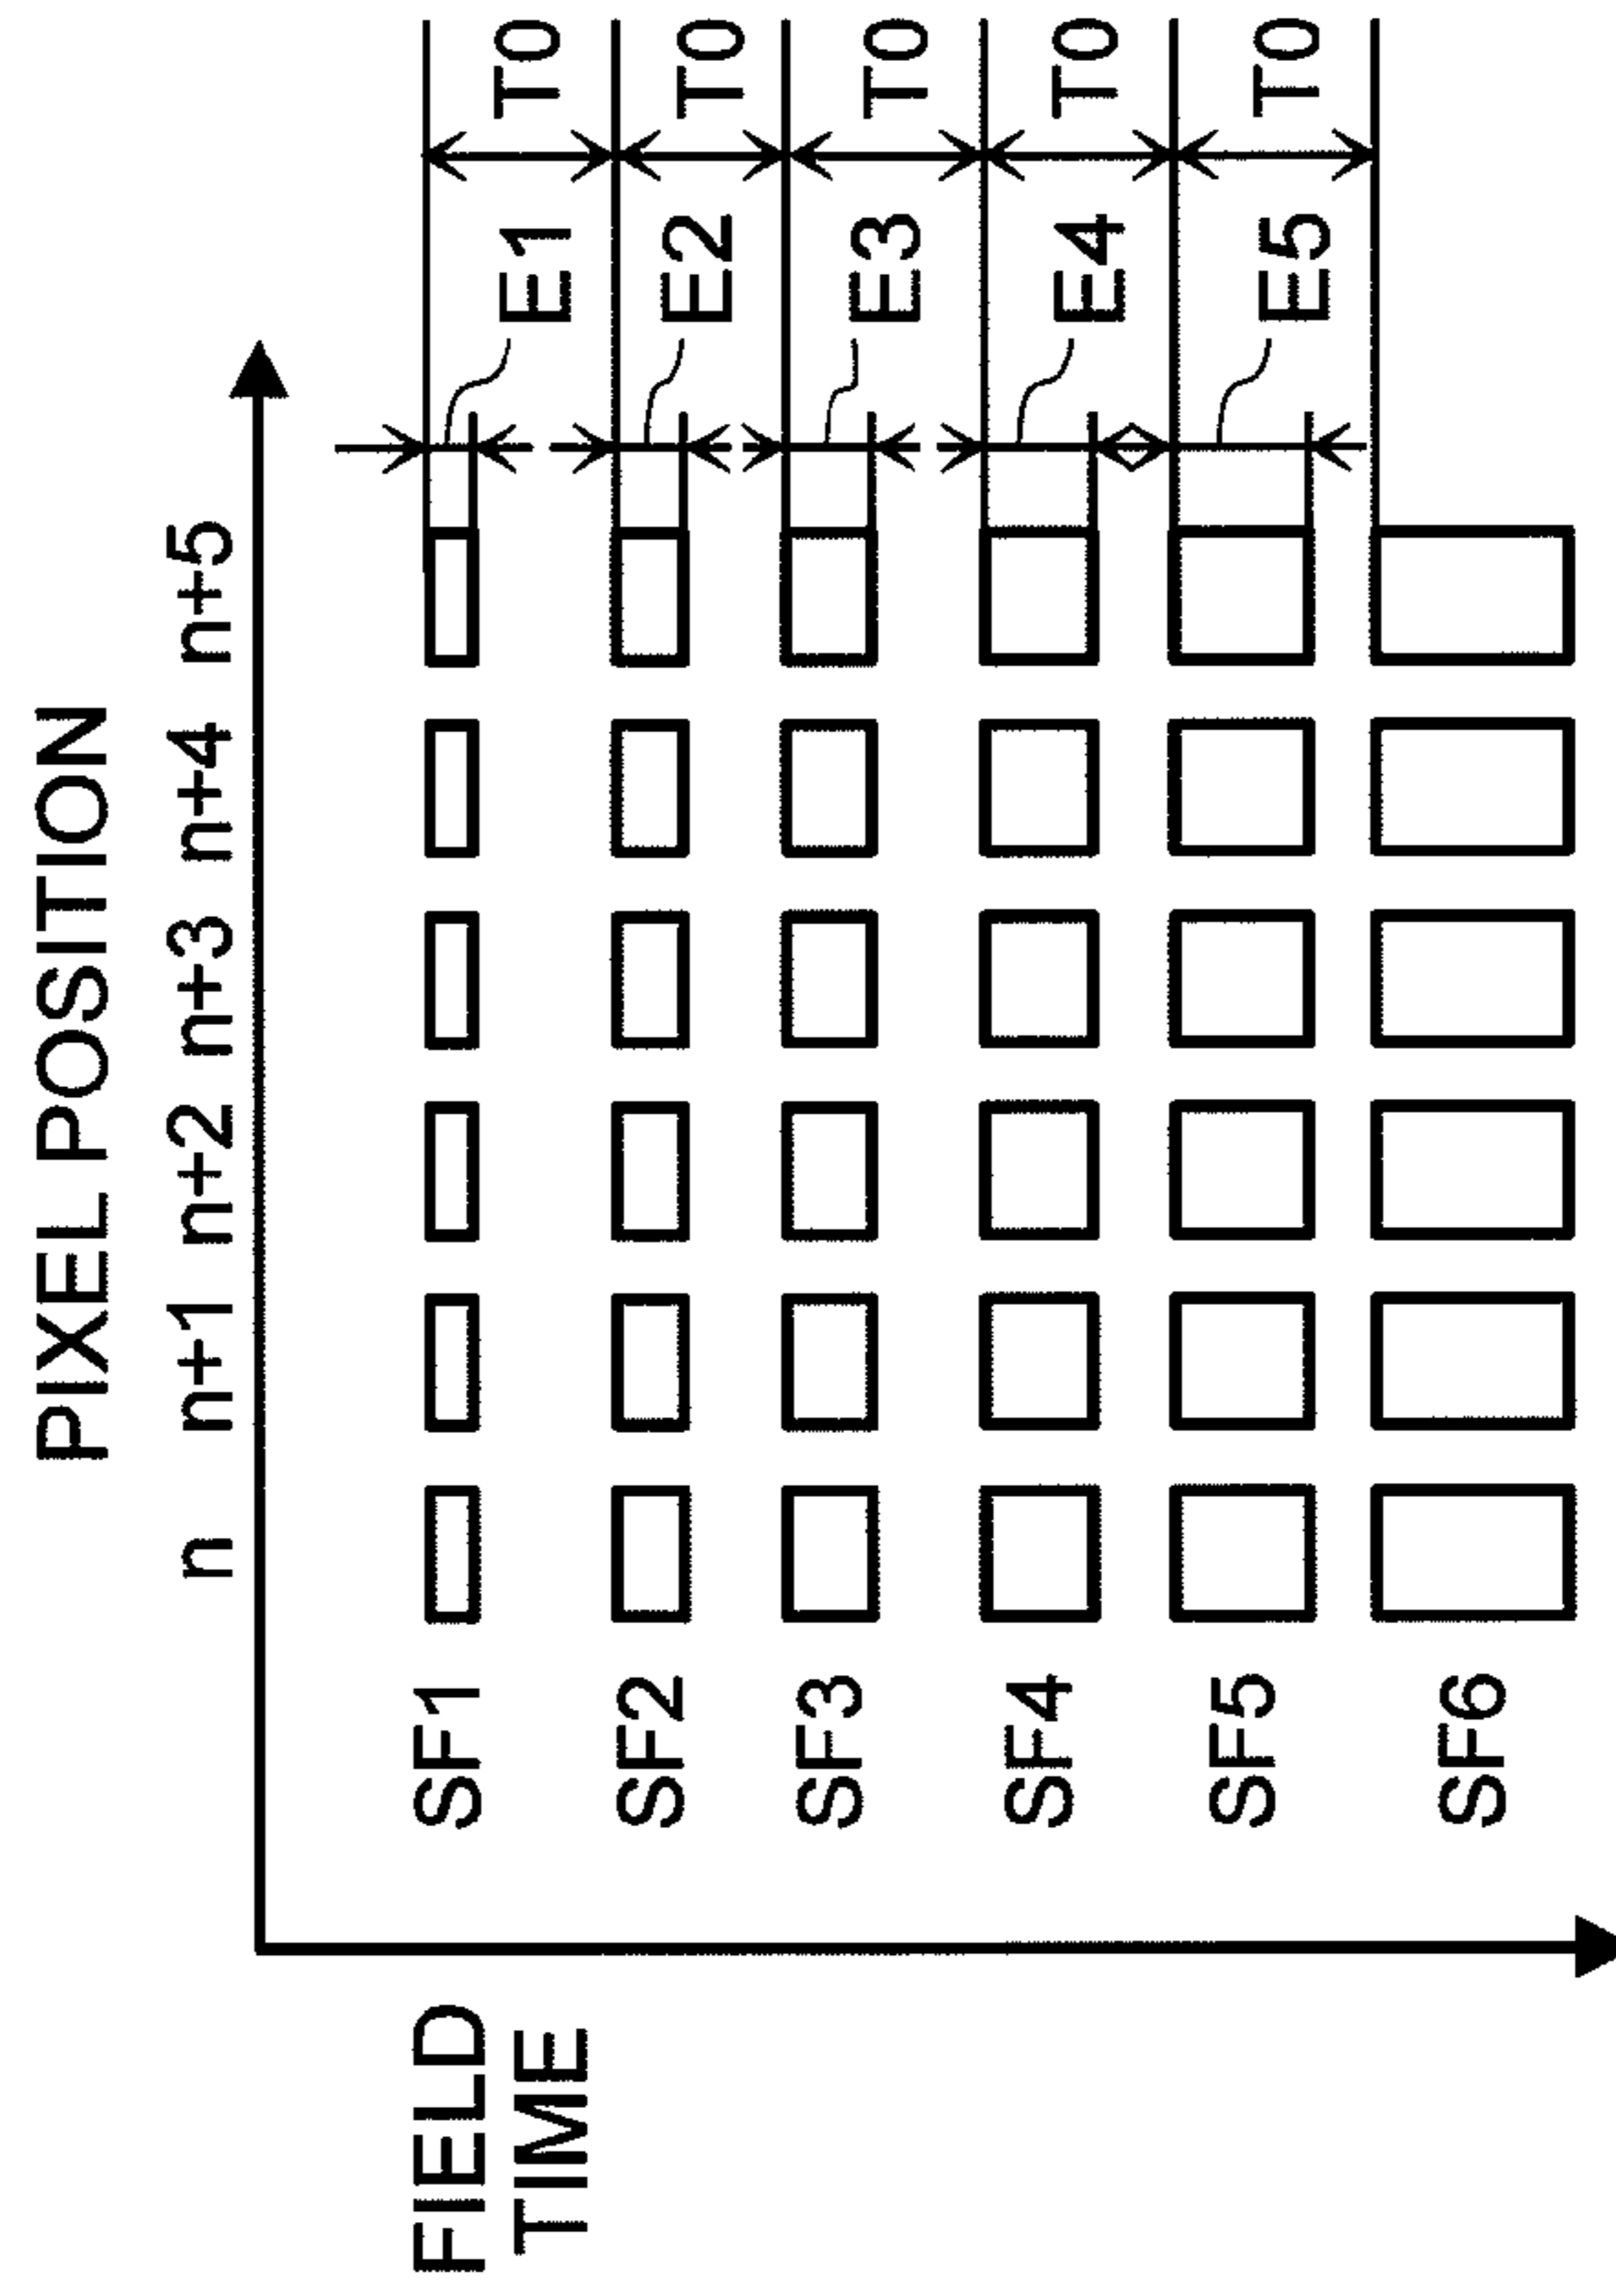 PIXEL POSITION
n n+1 n+2 n+3 n+4 n+5
FIELD
TIME
SF1
E1
T0
SF2
E2
T0
SF3
E3
T0
SF4
E4
T0
SF5
E5
T0
SF6